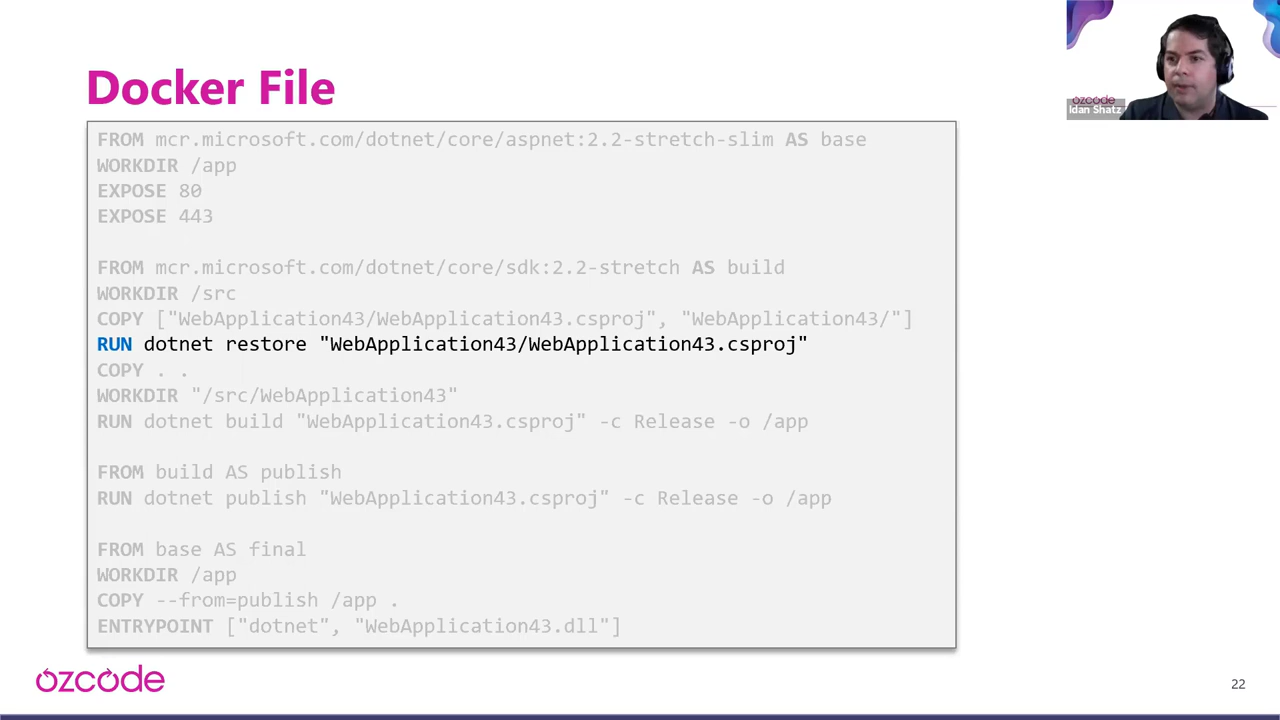 Docker File
FROM mcr.microsoft.com/dotnet/core/aspnet:2.2-stretch-slim AS base
WORKDIR /app
EXPOSE 80
EXPOSE 443
FROM mcr.microsoft.com/dotnet/core/sdk:2.2-stretch AS build
WORKDIR /src
COPY ["WebApplication43/WebApplication43.csproj", "WebApplication43/"]
RUN dotnet restore "WebApplication43/WebApplication43.csproj"
COPY . .
WORKDIR "/src/WebApplication43"
RUN dotnet build "WebApplication43.csproj" -c Release -o /app
FROM build AS publish
RUN dotnet publish "WebApplication43.csproj" -c Release -o /app
FROM base AS final
WORKDIR /app
COPY --from=publish /app .
ENTRYPOINT ["dotnet", "WebApplication43.dll"]
ozcode
Idan Shatz
ozcode
22